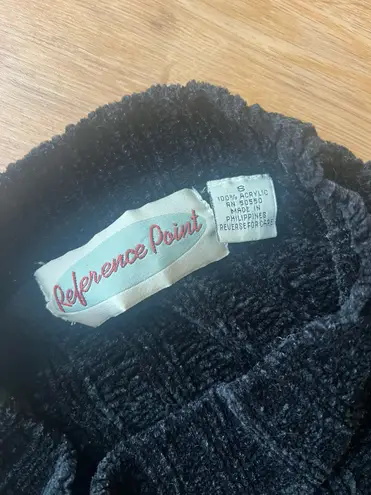 Reference Point
S
100% ACRYLIC
RN 50550
MADE IN
PHILIPPINES
REVERSE FOR CARE